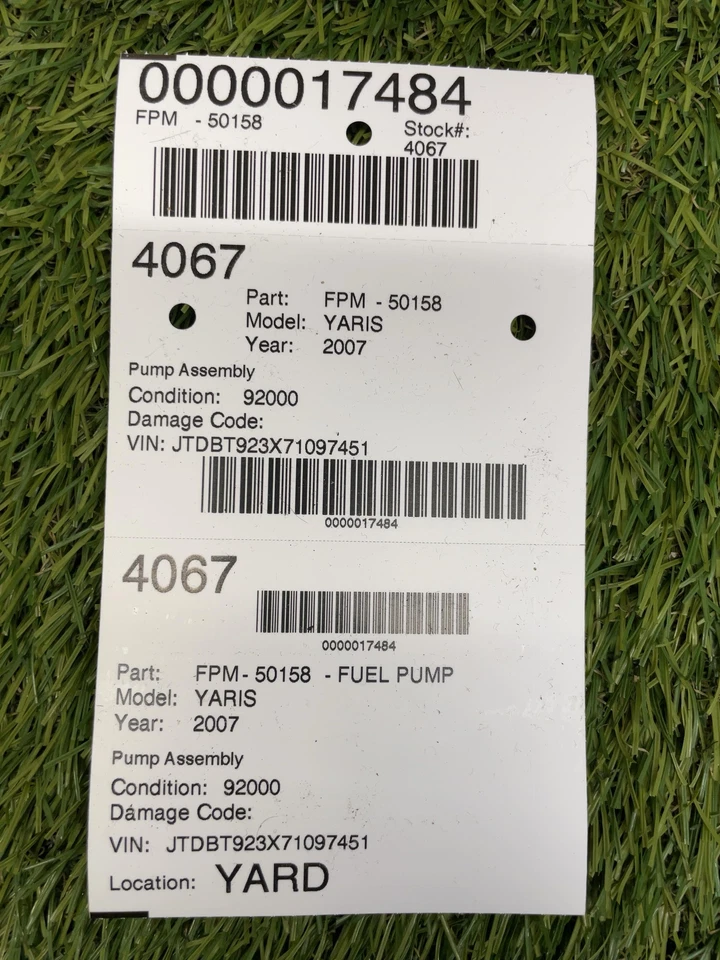 0000017484
FPM - 50158
Stock#:
4067
4067
Part: FPM - 50158
Model: YARIS
Year: 2007
Pump Assembly
Condition: 92000
Damage Code:
VIN: JTDBT923X71097451
0000017484
4067
0000017484
Part: FPM - 50158 - FUEL PUMP
Model: YARIS
Year: 2007
Pump Assembly
Condition: 92000
Damage Code:
VIN: JTDBT923X71097451
Location: YARD